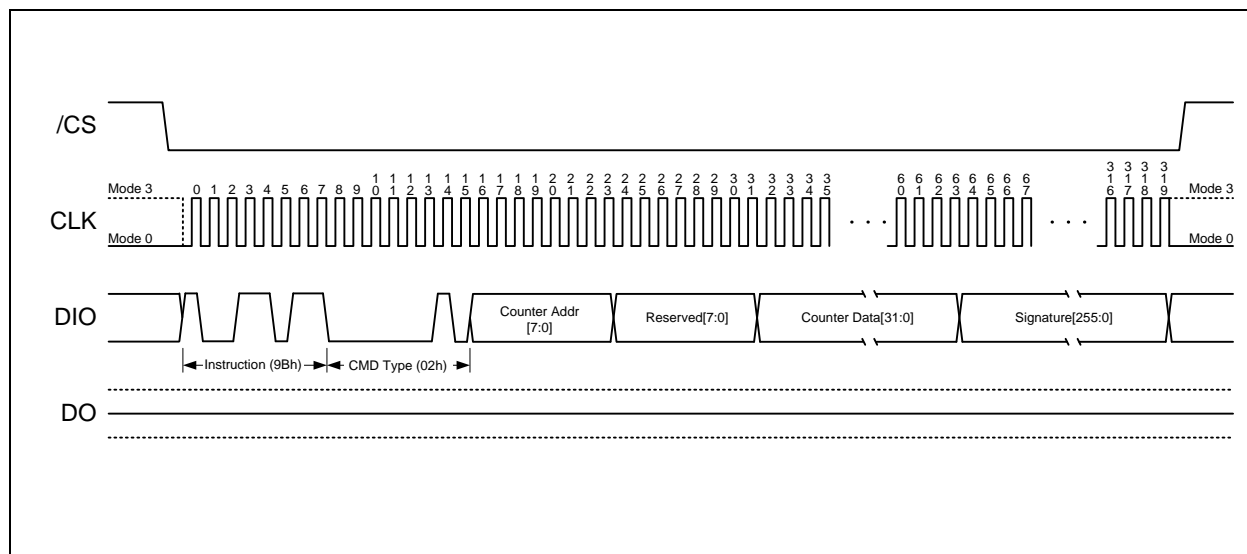 /CS
Mode 3
CLK
Mode 0
0 1 2 3 4 5 6 7 8 9 10 11 12 13 14 15 16 17 18 19 20 21 22 23 24 25 26 27 28 29 30 31 32 33 34 35
. . .
60 61 62 63 64 65 66 67
. . .
316 317 318 319
Mode 3
Mode 0
DIO
Counter Addr
[7:0]
Reserved[7:0]
Counter Data[31:0]
Signature[255:0]
Instruction (9Bh)
CMD Type (02h)
DO